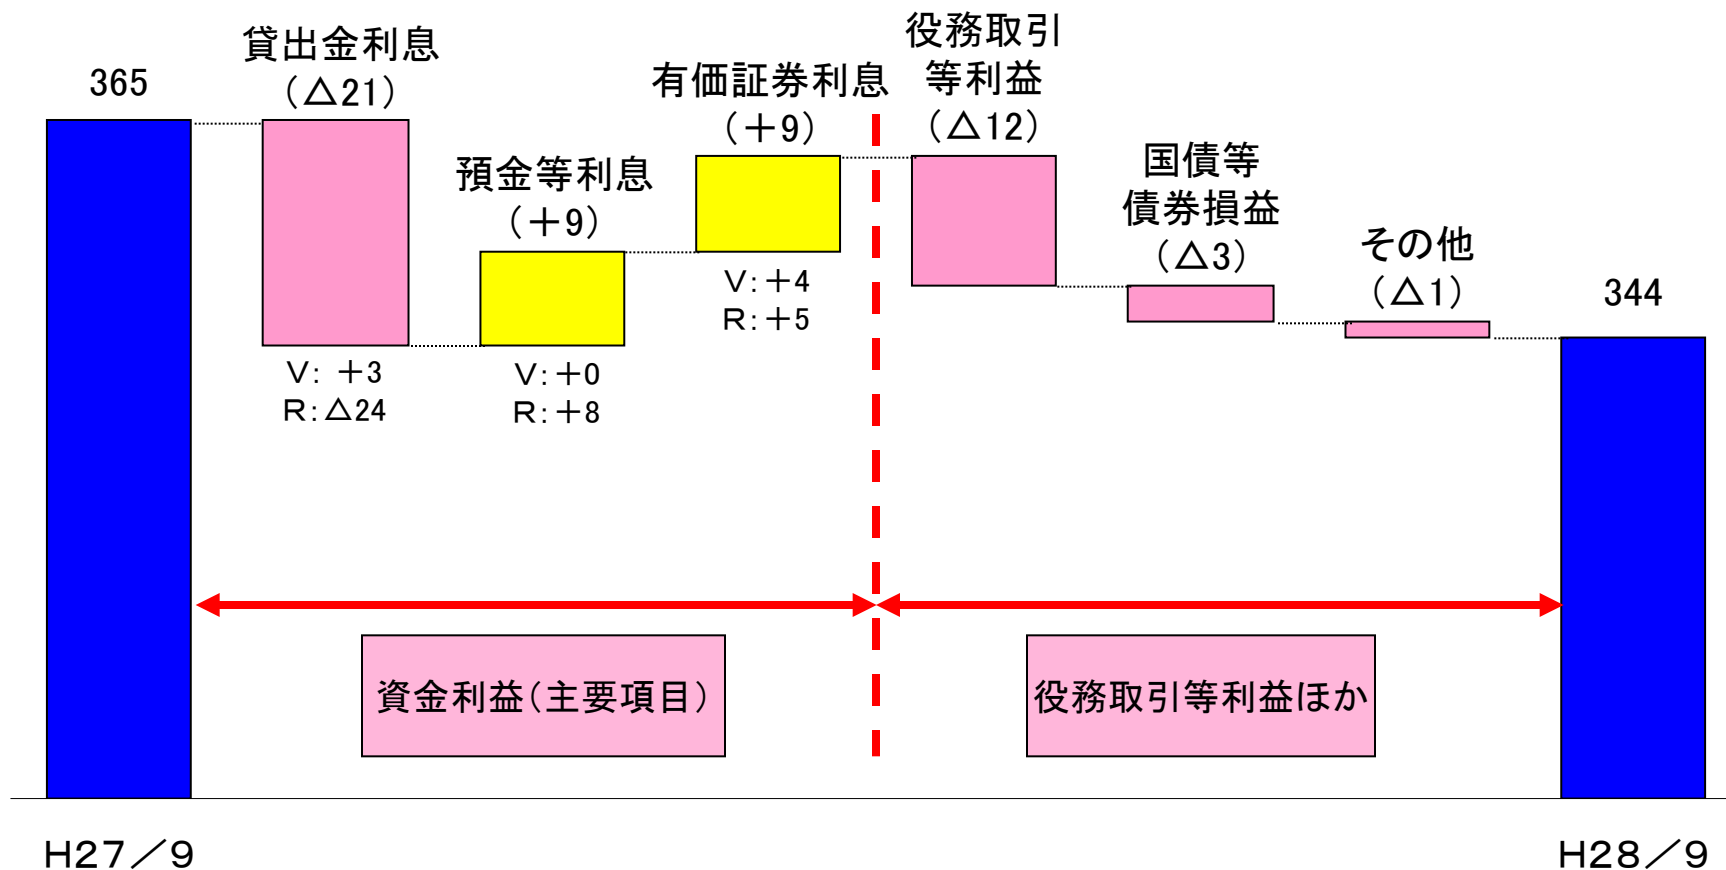 365
貸出金利息
（△21）
V: ＋3
R:△24
預金等利息
（＋9）
V:＋0
R:＋8
有価証券利息
（＋9）
V:＋4
R:＋5
役務取引
等利益
（△12）
国債等
債券損益
（△3）
その他
（△1）
344
資金利益（主要項目）
役務取引等利益ほか
H27／9
H28／9